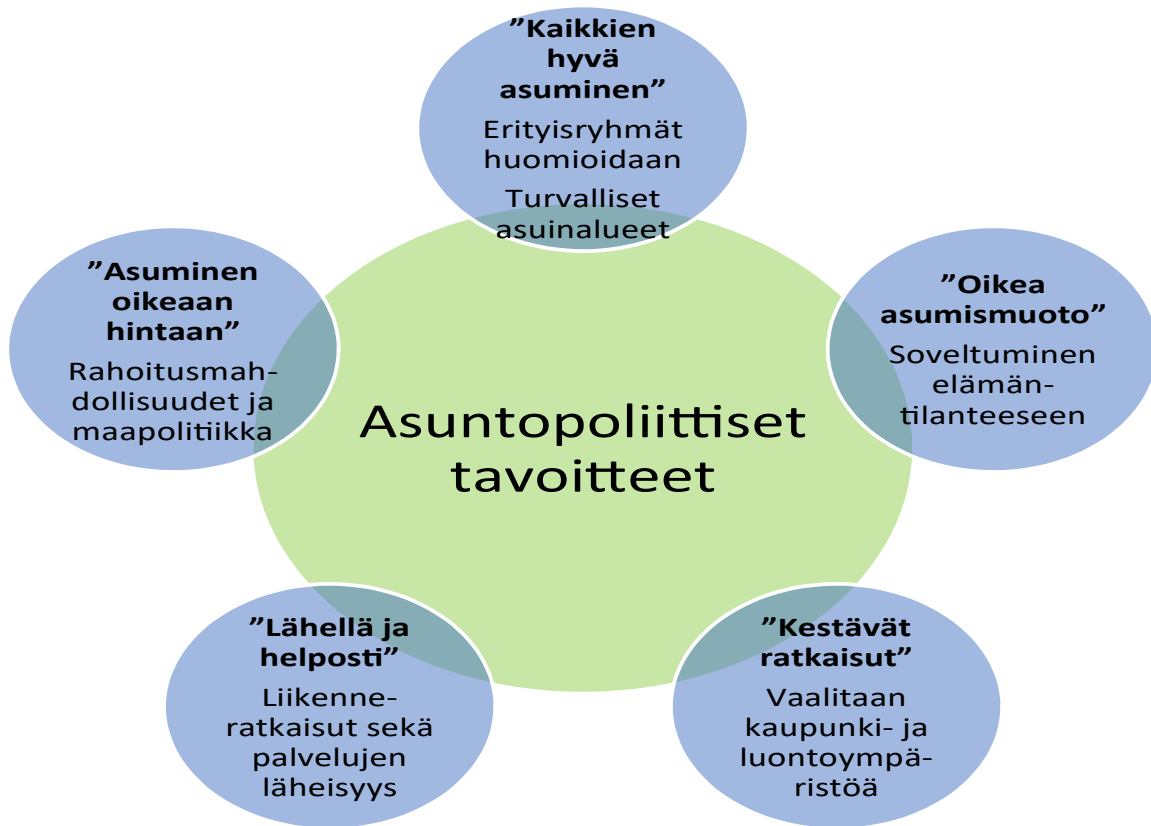 ”Kaikkien
hyvä
asuminen”
Erityisryhmät
huomioidaan
Turvalliset
asuinalueet
”Asuminen
oikeaan
hintaan”
Rahoitusmah-
dollisuudet ja
maapolitiikka
”Oikea
asumismuoto”
Soveltuminen
elämän-
tilanteeseen
Asuntopoliittiset
tavoitteet
”Lähellä ja
helposti”
Liikenne-
ratkaisut sekä
palvelujen
läheisyys
”Kestävät
ratkaisut”
Vaalitaan
kaupunki- ja
luontoympä-
ristöä